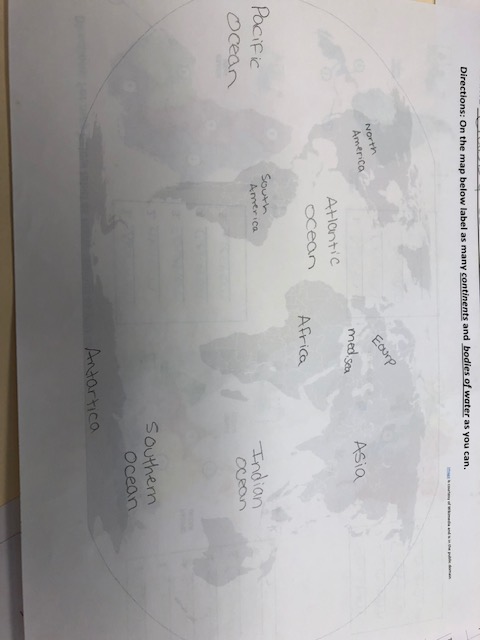 Directions: On the map below label as many continents and bodies of water as you can.
North
America
Eourp
Asia
med sea
Atlantic
Ocean
Africa
Pacific
Ocean
South
America
Indian
Ocean
Southern
Ocean
Antartica